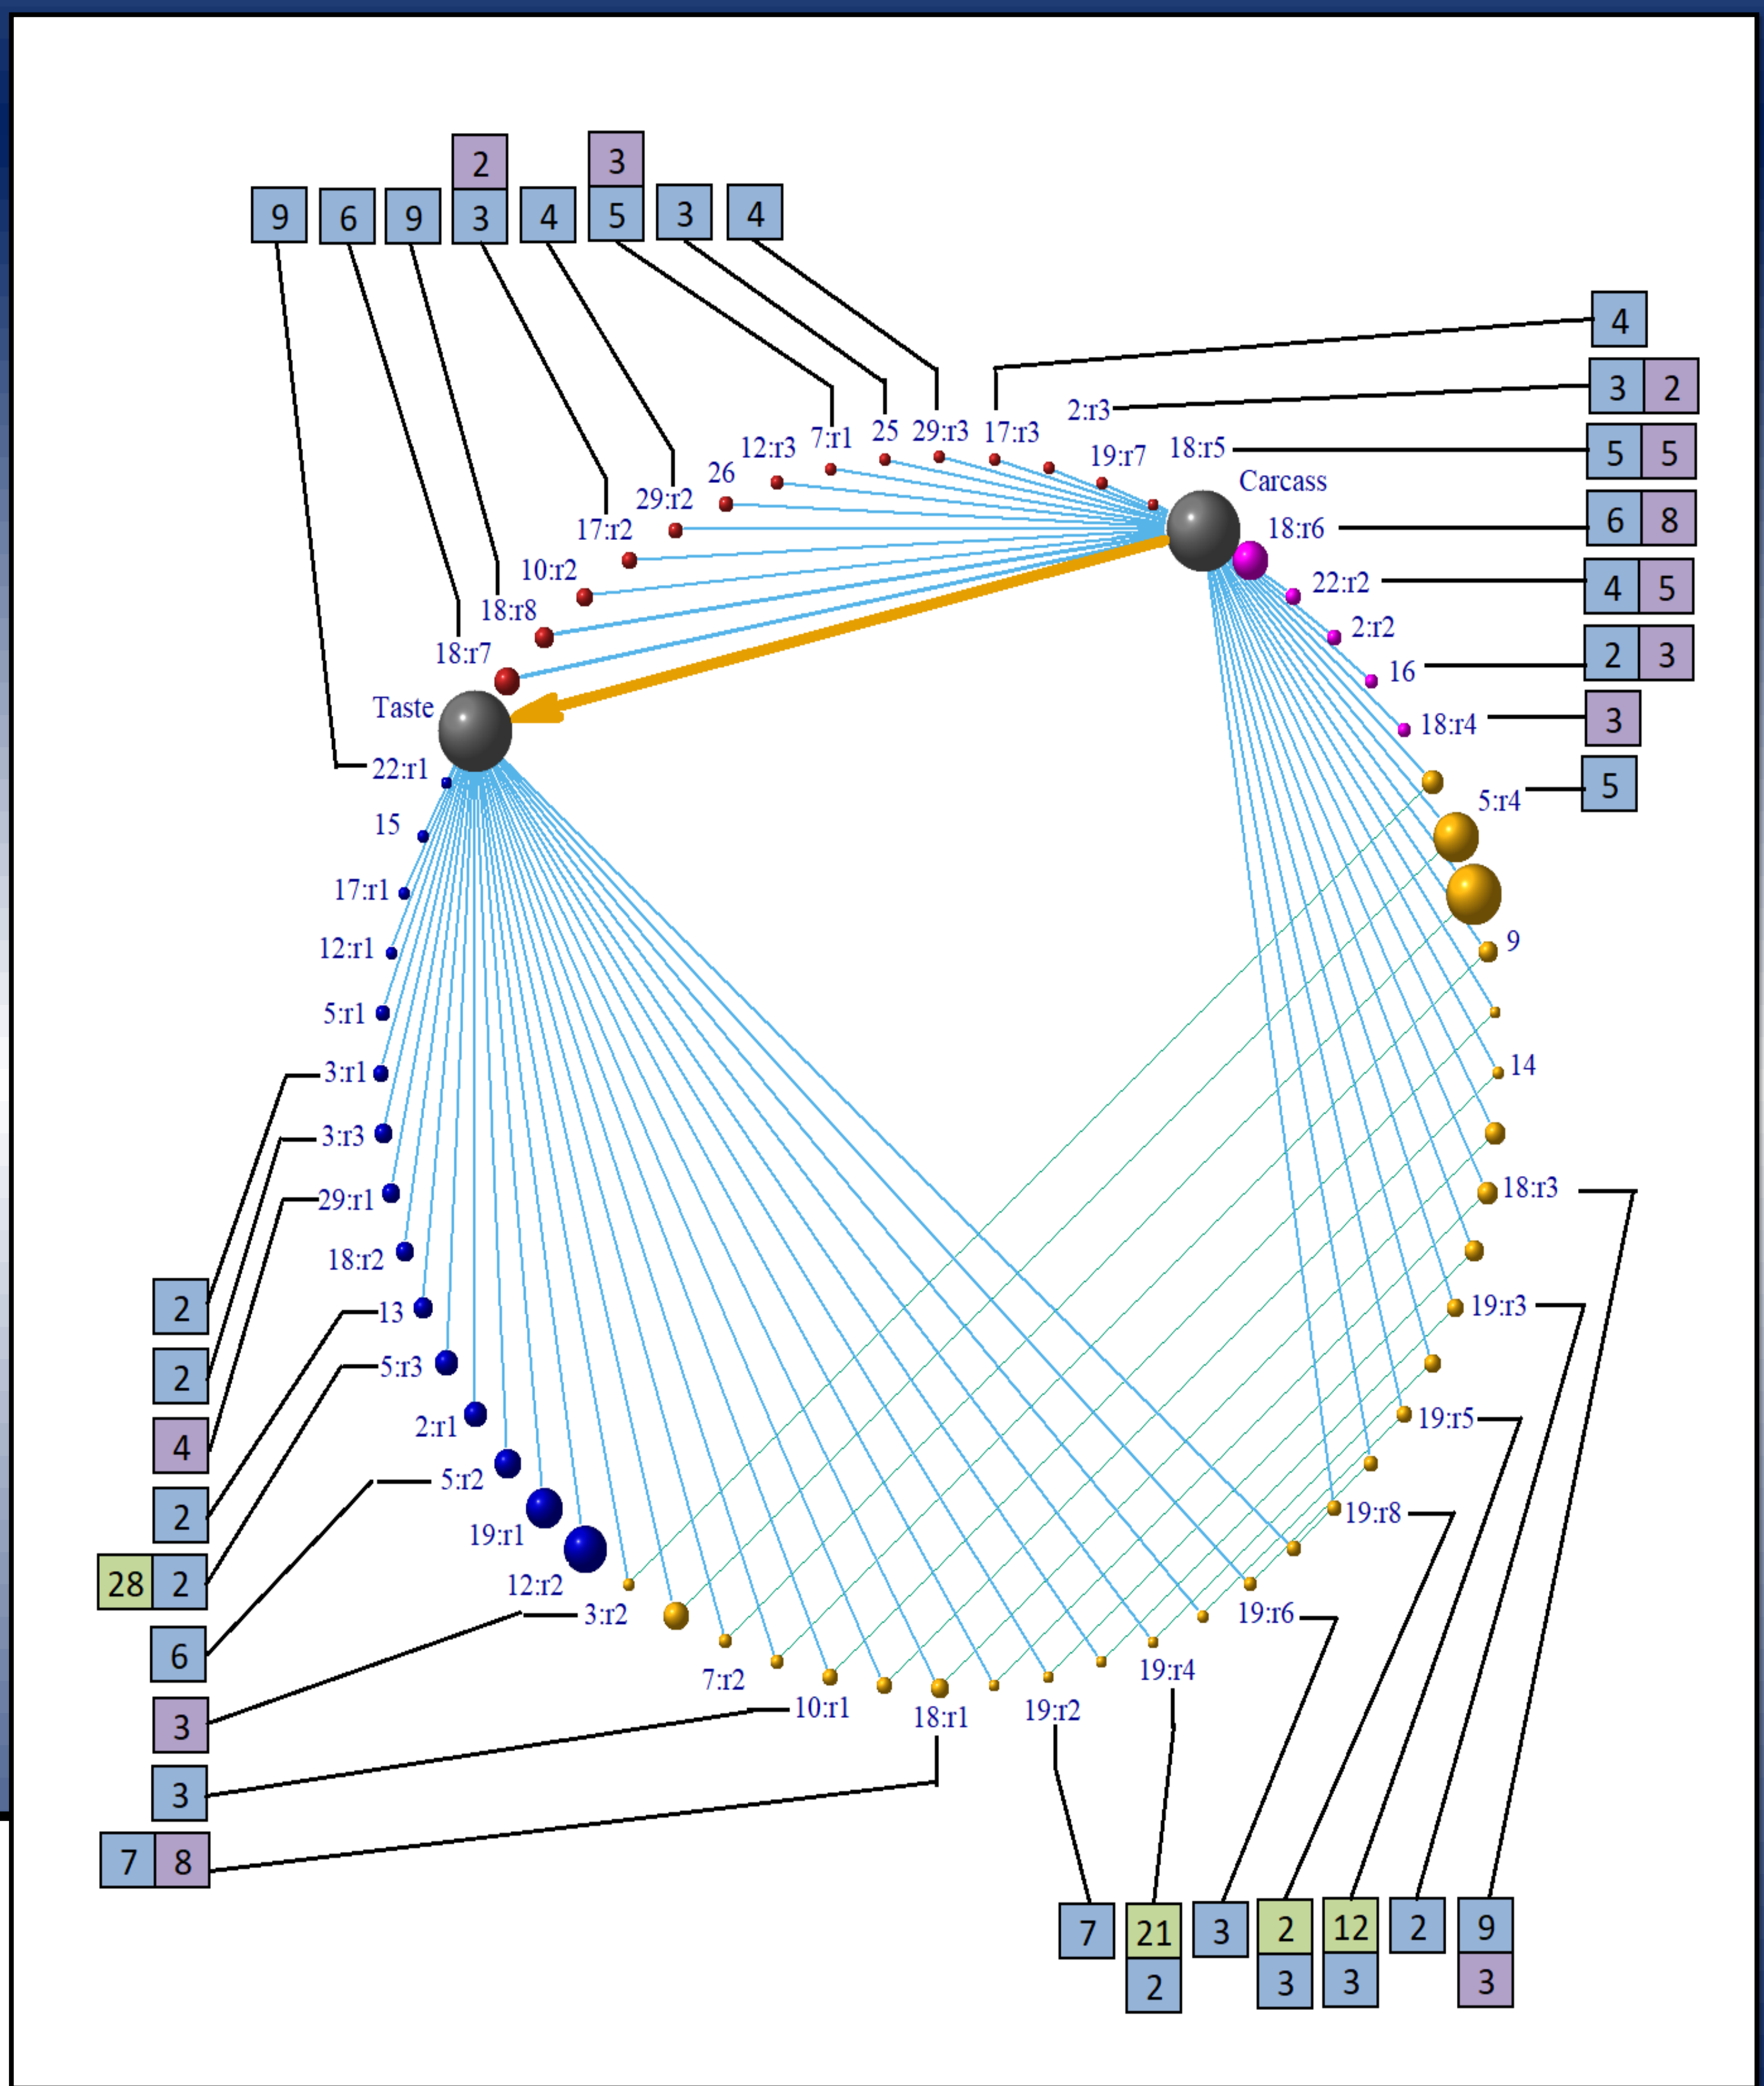 2
3
9
6
9
3
4
5
3
4
4
3 2
5 5
6 8
4 5
2 3
3
5
2:r3
7:r1
25
29:r3
17:r3
12:r3
19:r7
18:r5
26
Carcass
29:r2
17:r2
18:r6
10:r2
22:r2
18:r8
2:r2
18:r7
16
Taste
18:r4
22:r1
5:r4
15
17:r1
9
12:r1
5:r1
14
3:r1
3:r3
29:r1
18:r3
18:r2
13
19:r3
5:r3
2:r1
19:r5
5:r2
19:r8
19:r1
12:r2
3:r2
19:r6
7:r2
19:r4
10:r1
18:r1
19:r2
2
2
4
2
28 2
6
3
3
7 8
7
21
3
2
12
2
9
2
3
3
3